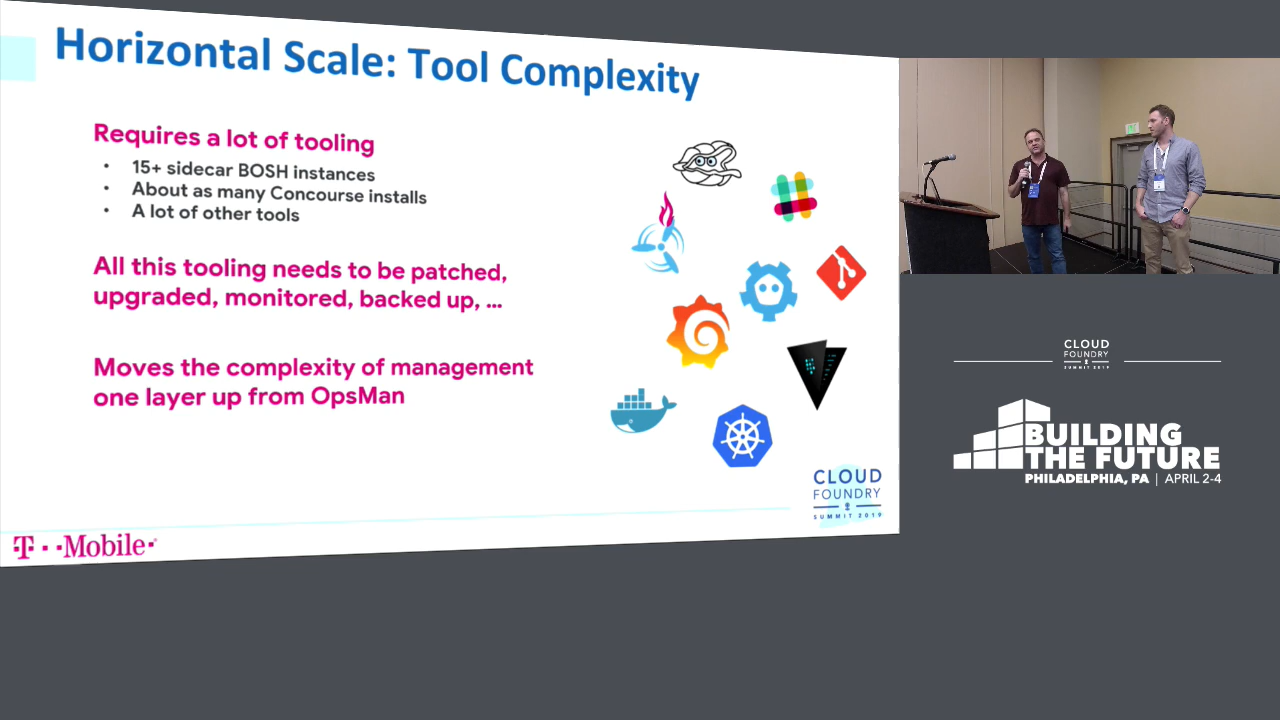 Horizontal Scale: Tool Complexity
Requires a lot of tooling
• 15+ sidecar BOSH instances
• About as many Concourse installs
• A lot of other tools
All this tooling needs to be patched,
upgraded, monitored, backed up, ...
Moves the complexity of management
one layer up from OpsMan
CLOUD
FOUNDRY
SUMMIT 2019
T··Mobile·
CLOUD
FOUNDRY
SUMMIT 2019
BUILDING
THE FUTURE
PHILADELPHIA, PA | APRIL 2-4